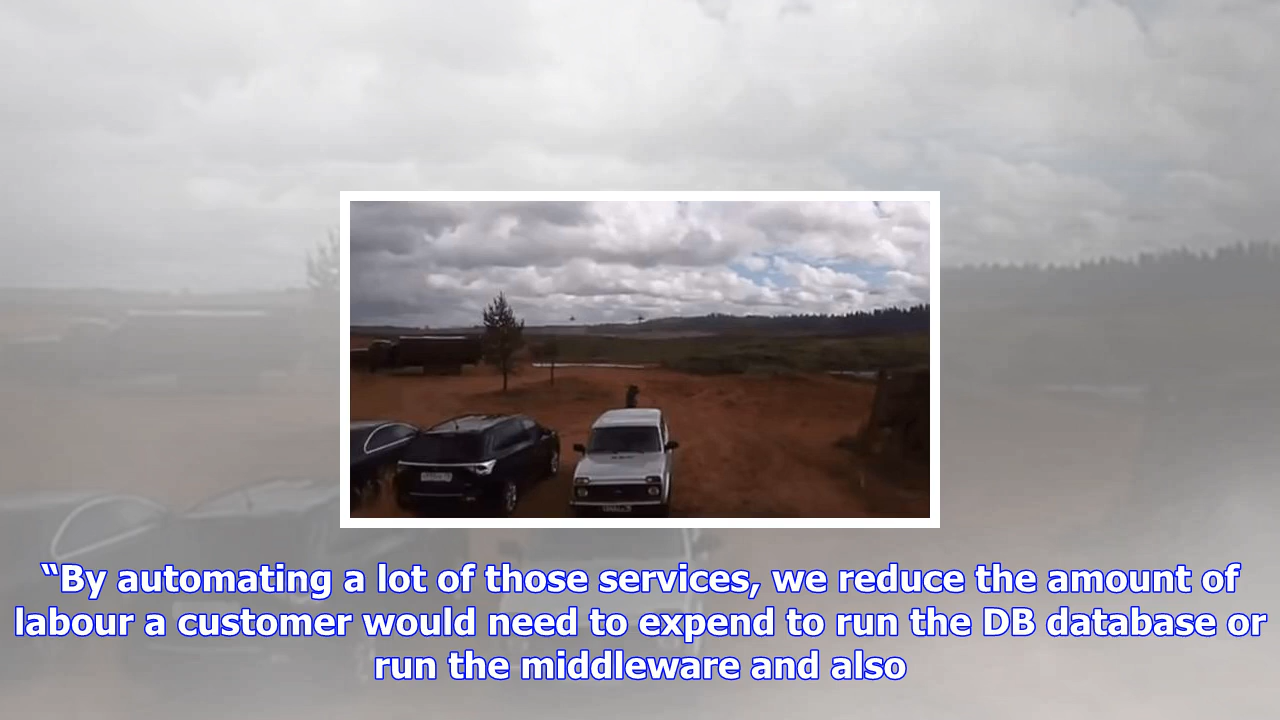 “By automating a lot of those services, we reduce the amount of
labour a customer would need to expend to run the DB database or
run the middleware and also